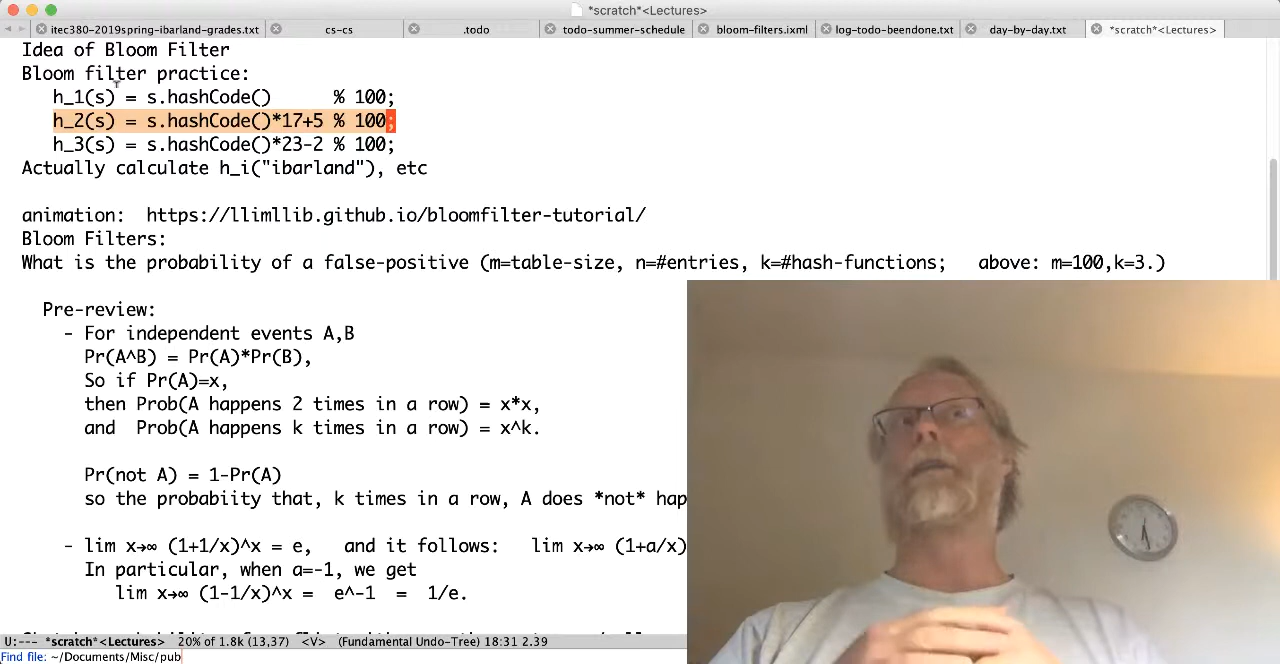 *scratch*<Lectures>
itec380-2019spring-ibarland-grades.txt cs-cs .todo todo-summer-schedule bloom-filters.ixml log-todo-beendone.txt day-by-day.txt *scratch*<Lectures>
Idea of Bloom Filter
Bloom filter practice:
h_1(s) = s.hashCode() % 100;
h_2(s) = s.hashCode()*17+5 % 100;
h_3(s) = s.hashCode()*23-2 % 100;
Actually calculate h_i("ibarland"), etc
animation: https://llimllib.github.io/bloomfilter-tutorial/
Bloom Filters:
What is the probability of a false-positive (m=table-size, n=#entries, k=#hash-functions; above: m=100,k=3.)
Pre-review:
- For independent events A,B
Pr(A^B) = Pr(A)*Pr(B),
So if Pr(A)=x,
then Prob(A happens 2 times in a row) = x*x,
and Prob(A happens k times in a row) = x^k.
Pr(not A) = 1-Pr(A)
so the probabiity that, k times in a row, A does *not* hap
- lim x→∞ (1+1/x)^x = e, and it follows: lim x→∞ (1+a/x)
In particular, when a=-1, we get
lim x→∞ (1-1/x)^x = e^-1 = 1/e.
U:--- *scratch*<Lectures> 20% of 1.8k (13,37) <V> (Fundamental Undo-Tree) 18:31 2.39
Find file: ~/Documents/Misc/pub